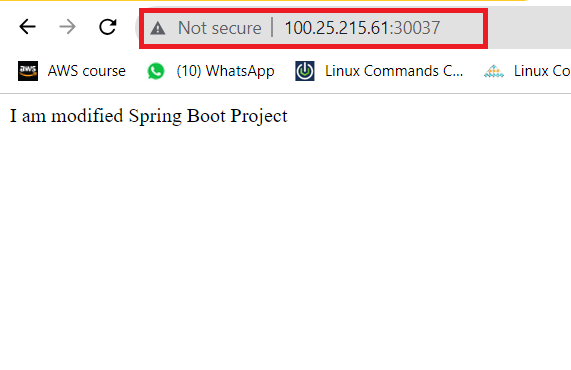 Not secure | 100.25.215.61:30037
aws AWS course (10) WhatsApp Linux Commands C... Linux Co
I am modified Spring Boot Project